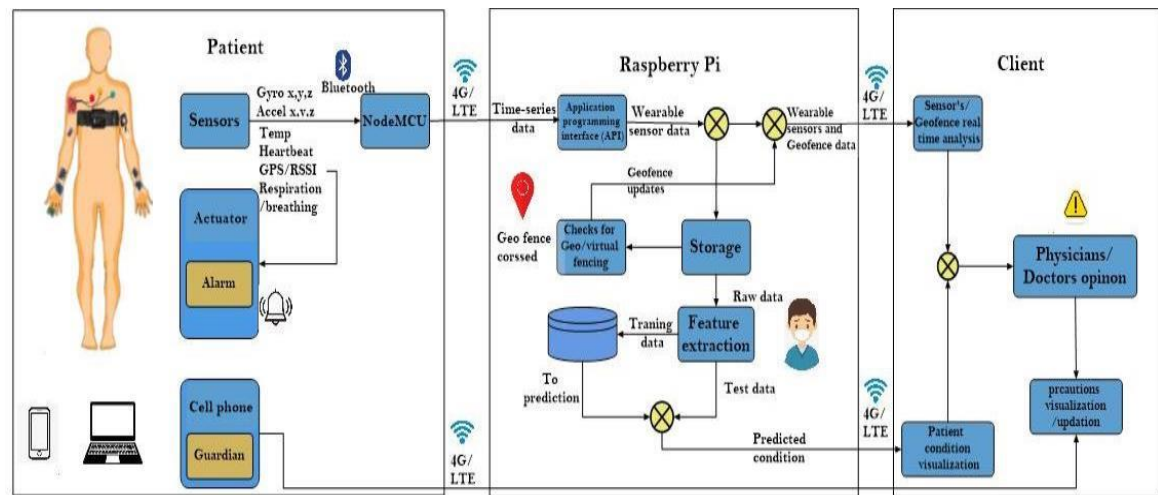 Patient
Gyro x,y,z
Accel x.v.z
Bluetooth
Sensors
NodeMCU
Temp
Heartbeat
GPS/RSSI
Respiration
/breathing
Actuator
Alarm
Cell phone
Guardian
4G/
LTE
4G/
LTE
Raspberry Pi
Time-series
data
Application
programming
interface (API)
Wearable
sensor data
Wearable
sensors and
Geofence data
Geofence
updates
Geo fence
corssed
Checks for
Geo/virtual
fencing
Storage
Raw data
Traning
data
Feature
extraction
To
prediction
Test data
Predicted
condition
4G/
LTE
4G/
LTE
Client
Sensor's/
Geofence real
time analysis
Physicians/
Doctors opinon
Patient
condition
visualization
prcautions
visualization
/updation